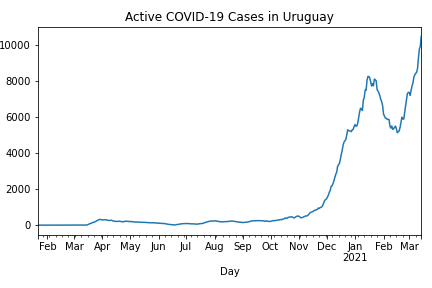 Active COVID-19 Cases in Uruguay
10000
8000
6000
4000
2000
0
Feb Mar Apr May Jun Jul Aug Sep Oct Nov Dec Jan Feb Mar
2021
Day